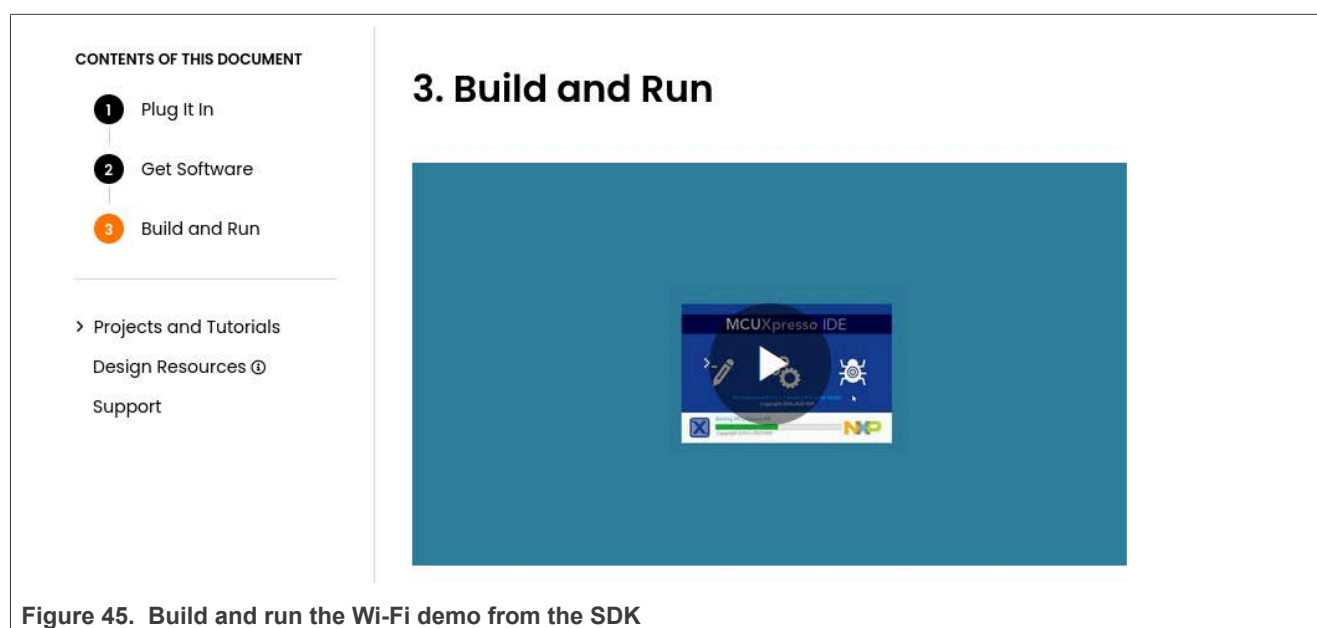 CONTENTS OF THIS DOCUMENT
1 Plug It In
2 Get Software
3 Build and Run
Projects and Tutorials
Design Resources
Support
3. Build and Run
MCUXpresso IDE
NXP
Figure 45. Build and run the Wi-Fi demo from the SDK